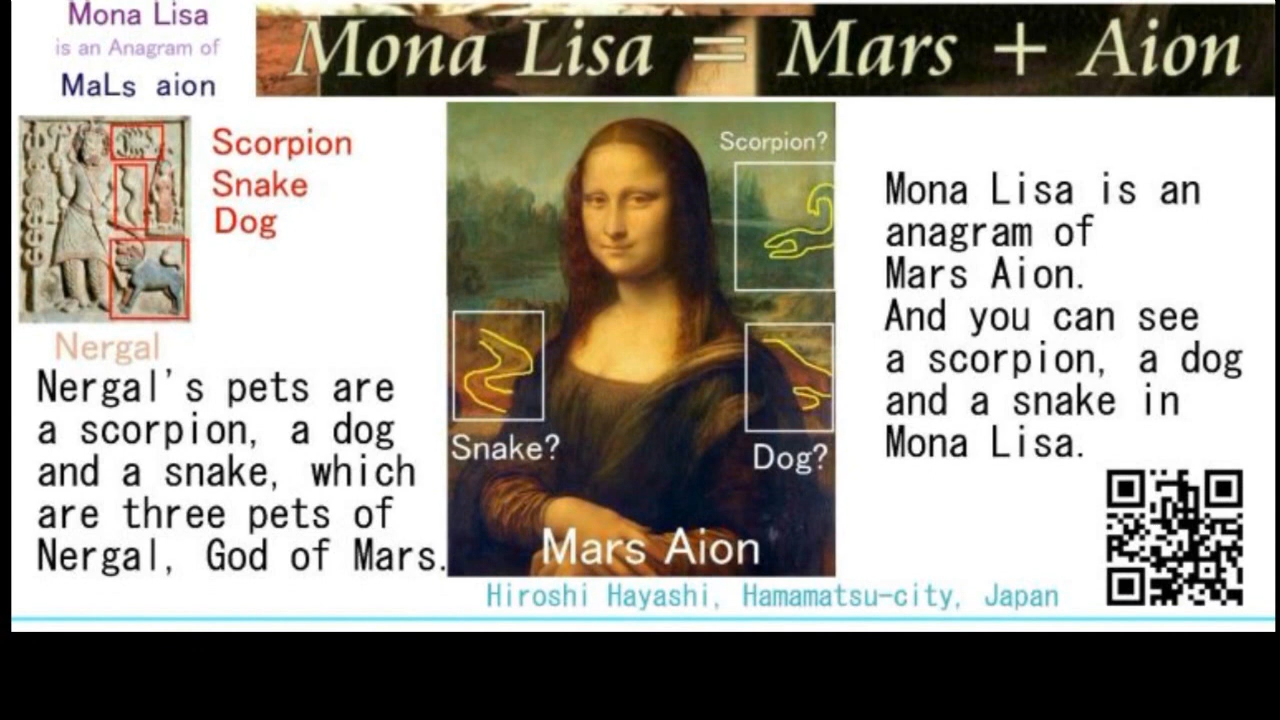 Mona Lisa
is an Anagram of
MaLs aion
Mona Lisa = Mars + Aion
Scorpion
Snake
Dog
Nergal
Nergal's pets are
a scorpion, a dog
and a snake, which
are three pets of
Nergal, God of Mars.
Scorpion?
Snake?
Dog?
Mars Aion
Mona Lisa is an
anagram of
Mars Aion.
And you can see
a scorpion, a dog
and a snake in
Mona Lisa.
Hiroshi Hayashi, Hamamatsu-city, Japan